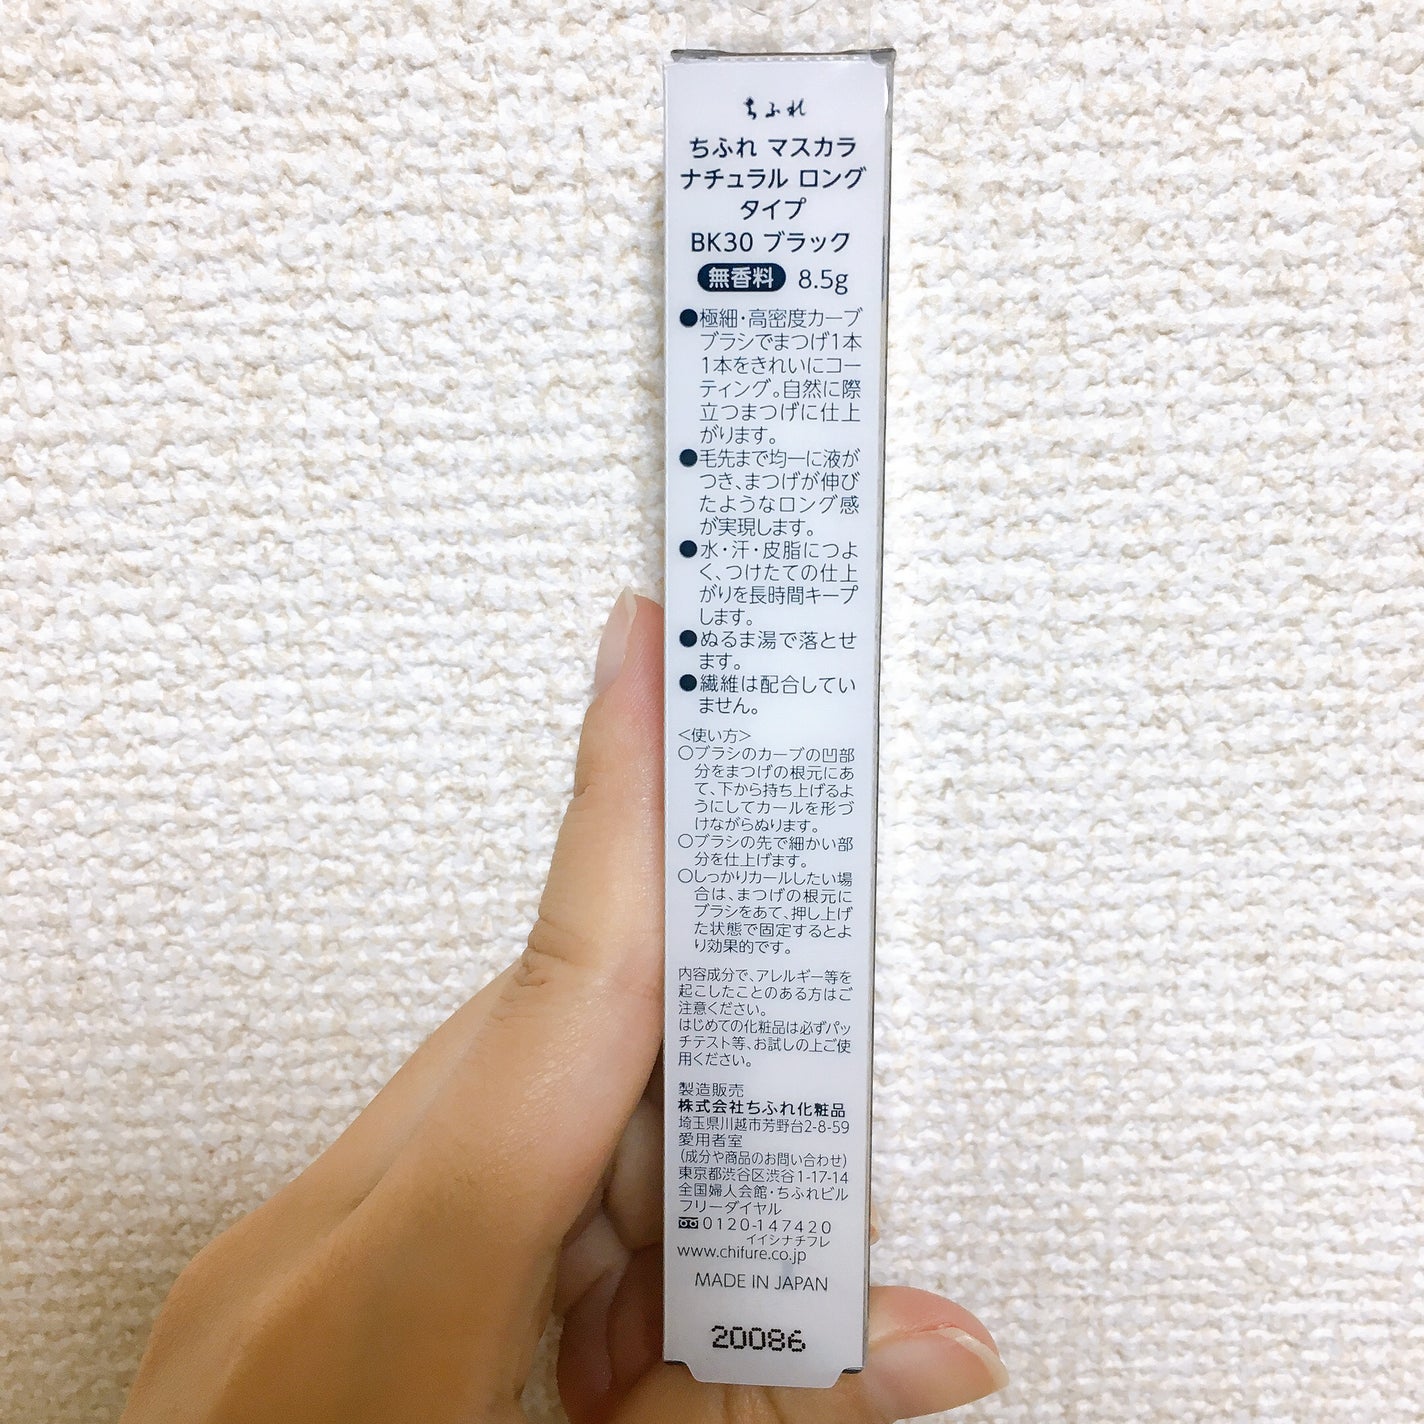 ちふれ
ちふれ マスカラ
ナチュラル ロング
タイプ
BK30 ブラック
無香料 8.5g
●極細・高密度カーブ
ブラシでまつげ1本
1本をきれいにコー
ティング。自然に際
立つまつげに仕上
がります。
●毛先まで均一に液が
つき、まつげが伸び
たようなロング感
が実現します。
●水・汗・皮脂につよ
く、つけたての仕上
がりを長時間キープ
します。
●ぬるま湯で落とせ
ます。
●繊維は配合してい
ません。
<使い方>
○ブラシのカーブの凹部
分をまつげの根元にあ
て、下から持ち上げるよ
うにしてカールを形づ
けながらぬります。
○ブラシの先で細かい部
分を仕上げます。
○しっかりカールしたい場
合は、まつげの根元に
ブラシをあて、押し上げ
た状態で固定するとよ
り効果的です。
内容成分で、アレルギー等を
起こしたことのある方はご
注意ください。
はじめての化粧品は必ずパッ
チテスト等、お試しの上ご使
用ください。
製造販売
株式会社ちふれ化粧品
埼玉県川越市芳野台2-8-59
愛用者室
(成分や商品のお問い合わせ)
東京都渋谷区渋谷1-17-14
全国婦人会館・ちふれビル
フリーダイヤル
0120-147420
イイシナチフレ
www.chifure.co.jp
MADE IN JAPAN
20086